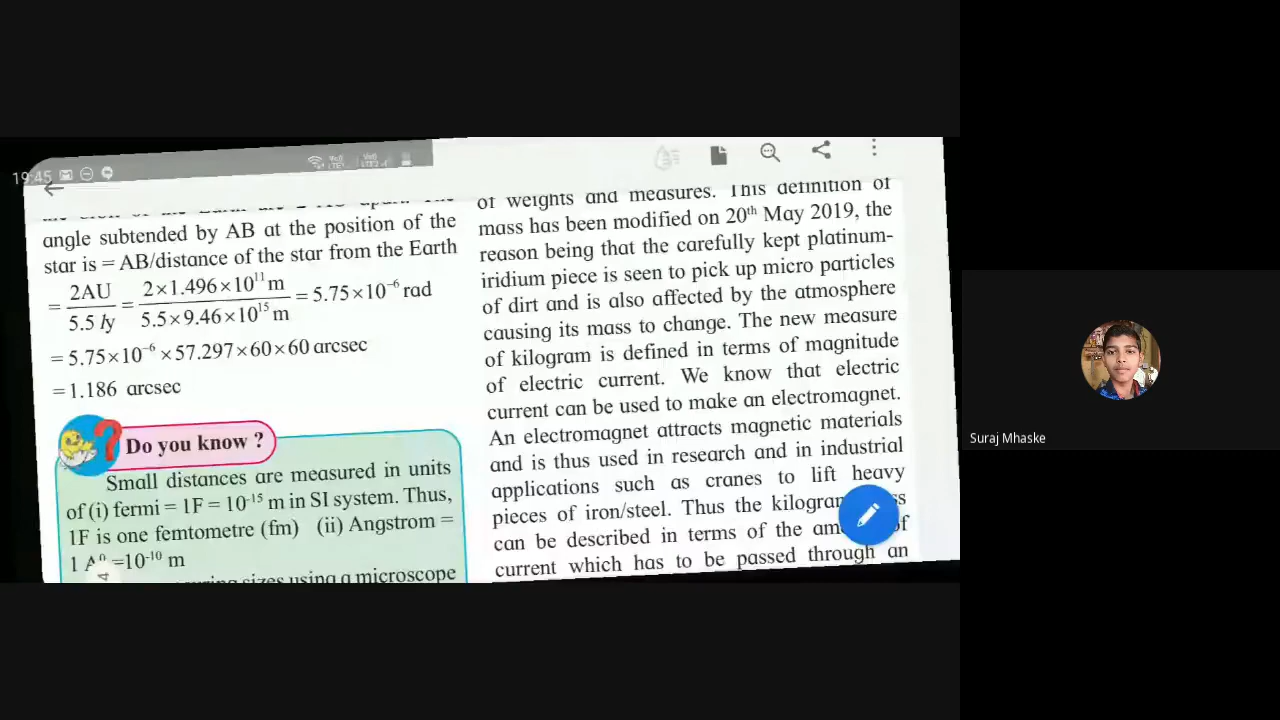 19:45
angle subtended by AB at the position of the
star is = AB/distance of the star from the Earth
= 2AU / 5.5 ly = 2×1.496×10¹¹ m / 5.5×9.46×10¹⁵ m = 5.75×10⁻⁶ rad
= 5.75×10⁻⁶ ×57.297×60×60 arcsec
= 1.186 arcsec
Do you know ?
Small distances are measured in units
of (i) fermi = 1F = 10⁻¹⁵ m in SI system. Thus,
1F is one femtometre (fm) (ii) Angstrom =
1 A⁰ =10⁻¹⁰ m
sizes using a microscope
of weights and measures. This definition of
mass has been modified on 20ᵗʰ May 2019, the
reason being that the carefully kept platinum-
iridium piece is seen to pick up micro particles
of dirt and is also affected by the atmosphere
causing its mass to change. The new measure
of kilogram is defined in terms of magnitude
of electric current. We know that electric
current can be used to make an electromagnet.
An electromagnet attracts magnetic materials
and is thus used in research and in industrial
applications such as cranes to lift heavy
pieces of iron/steel. Thus the
can be described in terms of the of
current which has to be passed through an
Suraj Mhaske